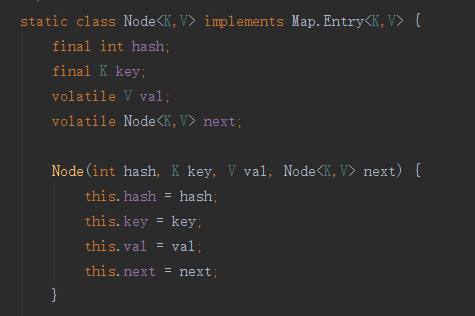 static class Node<K,V> implements Map.Entry<K,V> {
final int hash;
final K key;
volatile V val;
volatile Node<K,V> next;
Node(int hash, K key, V val, Node<K,V> next) {
this.hash = hash;
this.key = key;
this.val = val;
this.next = next;
}